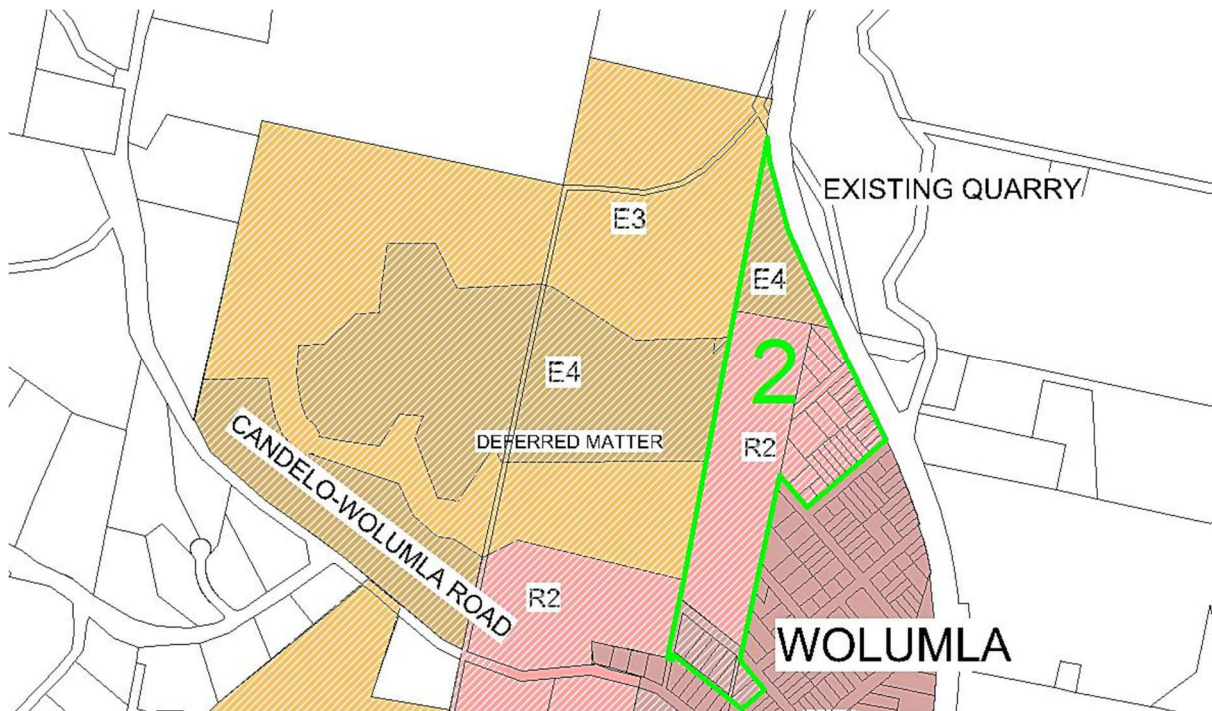 EXISTING QUARRY
E3
E4
2
E4
DEFERRED MATTER
R2
CANDELO-WOLUMLA ROAD
R2
WOLUMLA